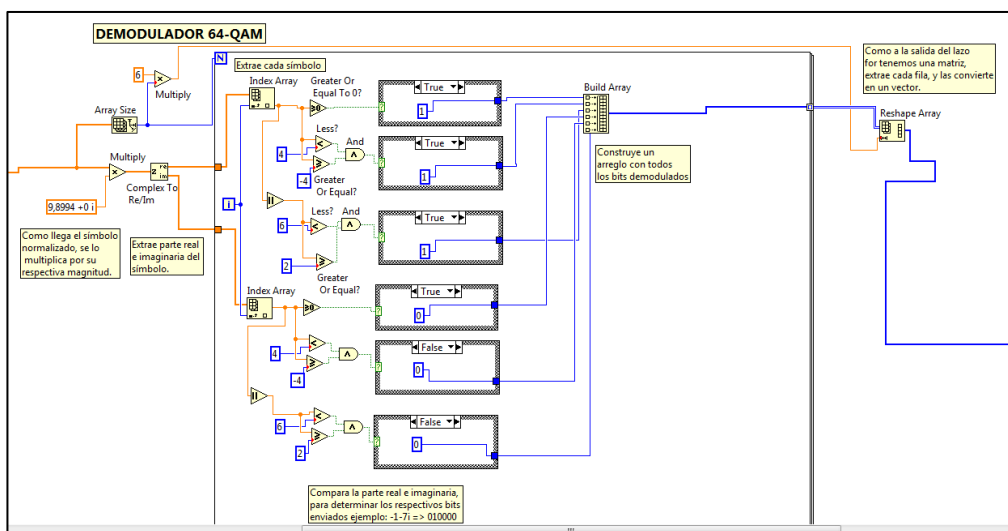 DEMODULADOR 64-QAM
N
Extrae cada símbolo
6
Multiply
Array Size
Multiply
Complex To
Re/Im
9,8994 +0 i
Como llega el símbolo
normalizado, se lo
multiplica por su
respectiva magnitud.
Extrae parte real
e imaginaria del
símbolo.
i
Index Array
Greater Or
Equal To 0?
True
1
Less?
And
4
-4
Greater
Or Equal?
True
1
Less?
And
6
2
Greater
Or Equal?
True
1
Index Array
True
0
4
-4
False
0
6
2
False
0
Build Array
Construye un
arreglo con todos
los bits demodulados
Como a la salida del lazo
for tenemos una matriz,
extrae cada fila, y las convierte
en un vector.
Reshape Array
Compara la parte real e imaginaria,
para determinar los respectivos bits
enviados ejemplo: -1-7i => 010000